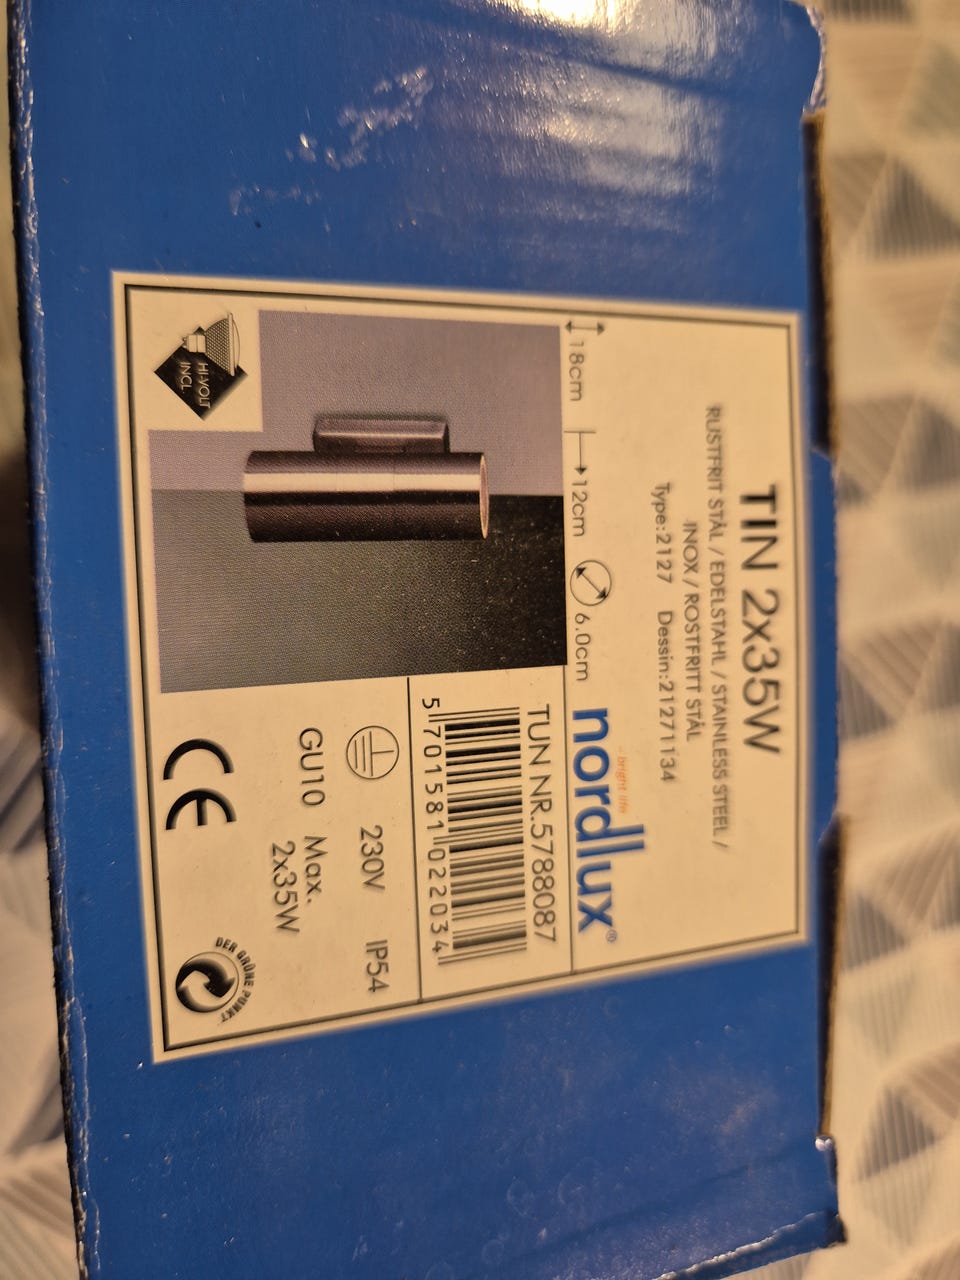 TIN 2x35W
RUSTFRIT STÅL / EDELSTAHL / STAINLESS STEEL /
INOX / ROSTFRITT STÅL
Type:2127 Dessin:21271134
18cm 12cm 6.0cm
- bright life
nordlux®
TUN NR.5788087
5 701581 022034
230V IP54
GU10 Max.
2x35W
HI-VOLT
INCL.
CE
DER GRÜNE PUNKT